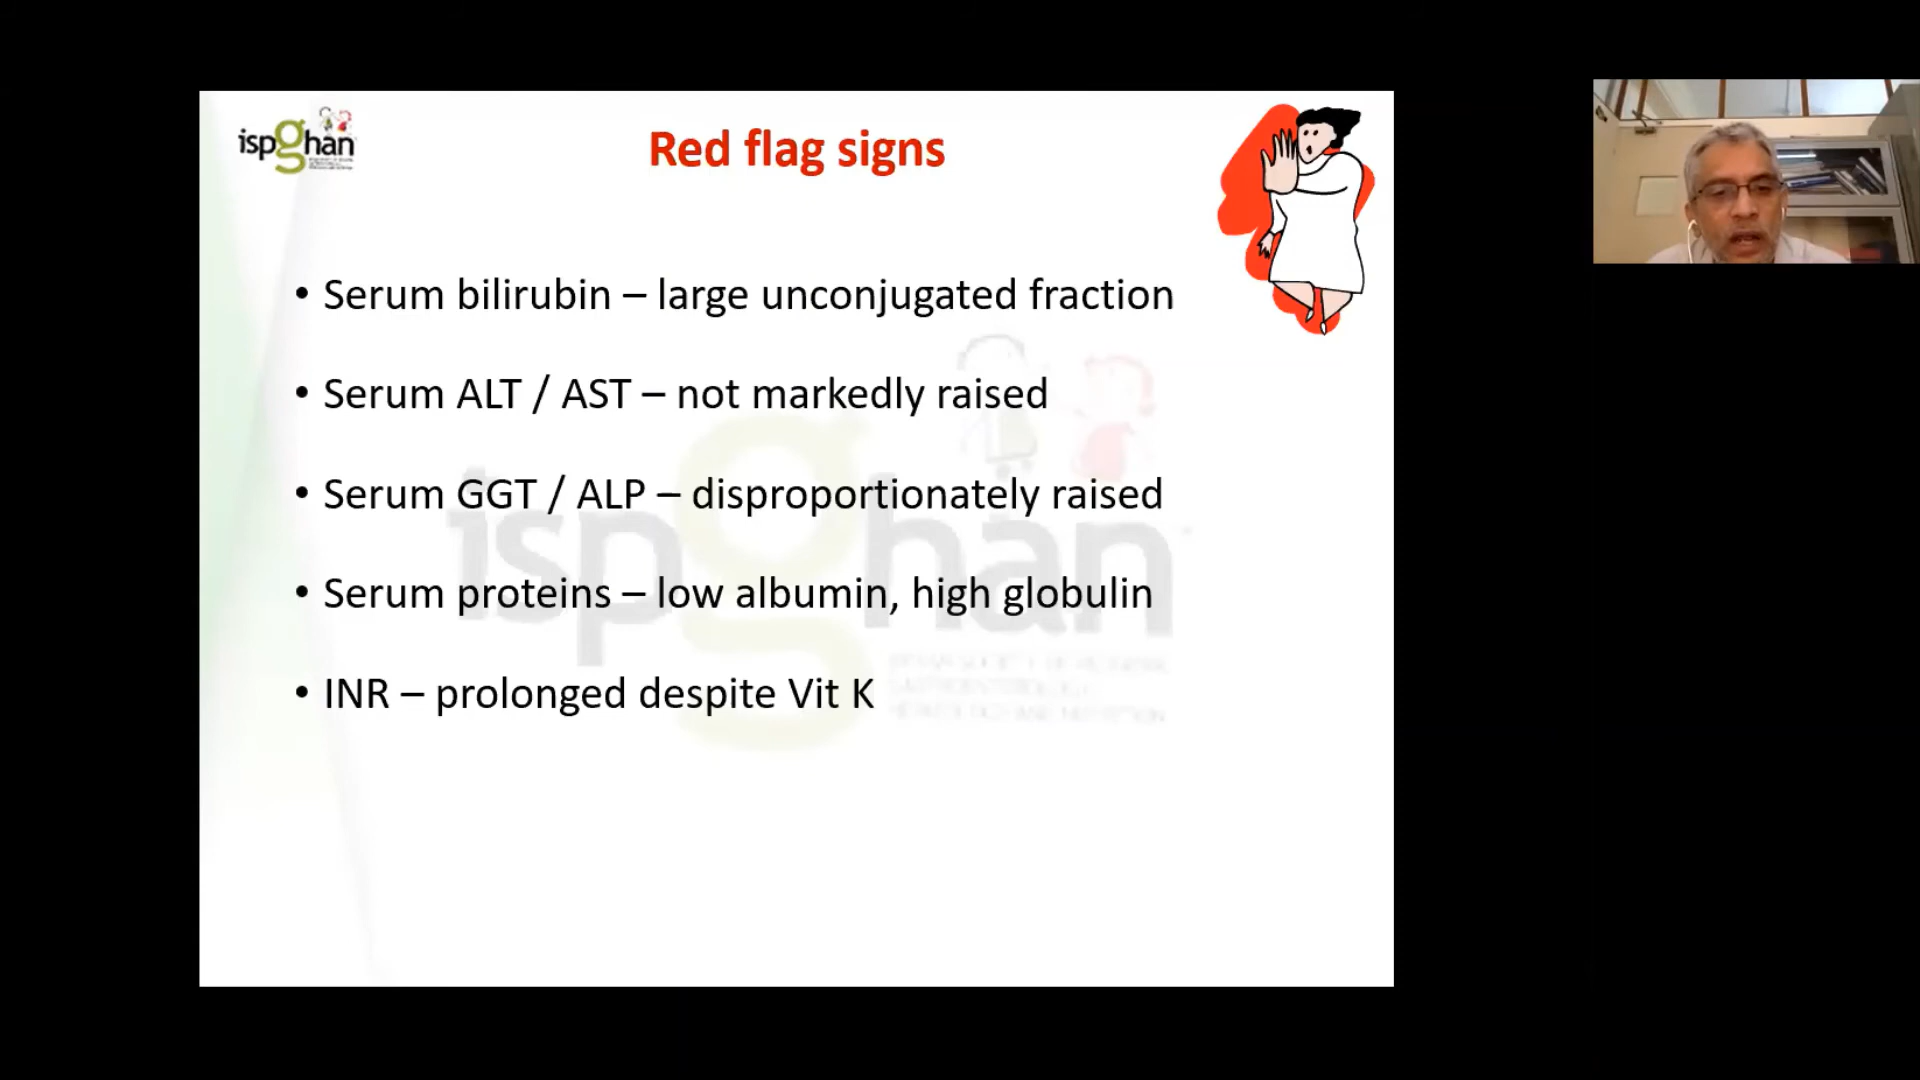 ispghan
Red flag signs
• Serum bilirubin – large unconjugated fraction
• Serum ALT / AST – not markedly raised
• Serum GGT / ALP – disproportionately raised
• Serum proteins – low albumin, high globulin
• INR – prolonged despite Vit K
ispghan